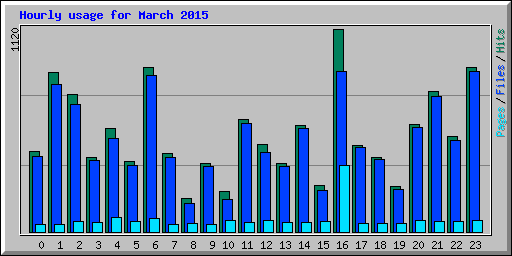 Hourly usage for March 2015
1120
Pages/Files/Hits
0 1 2 3 4 5 6 7 8 9 10 11 12 13 14 15 16 17 18 19 20 21 22 23